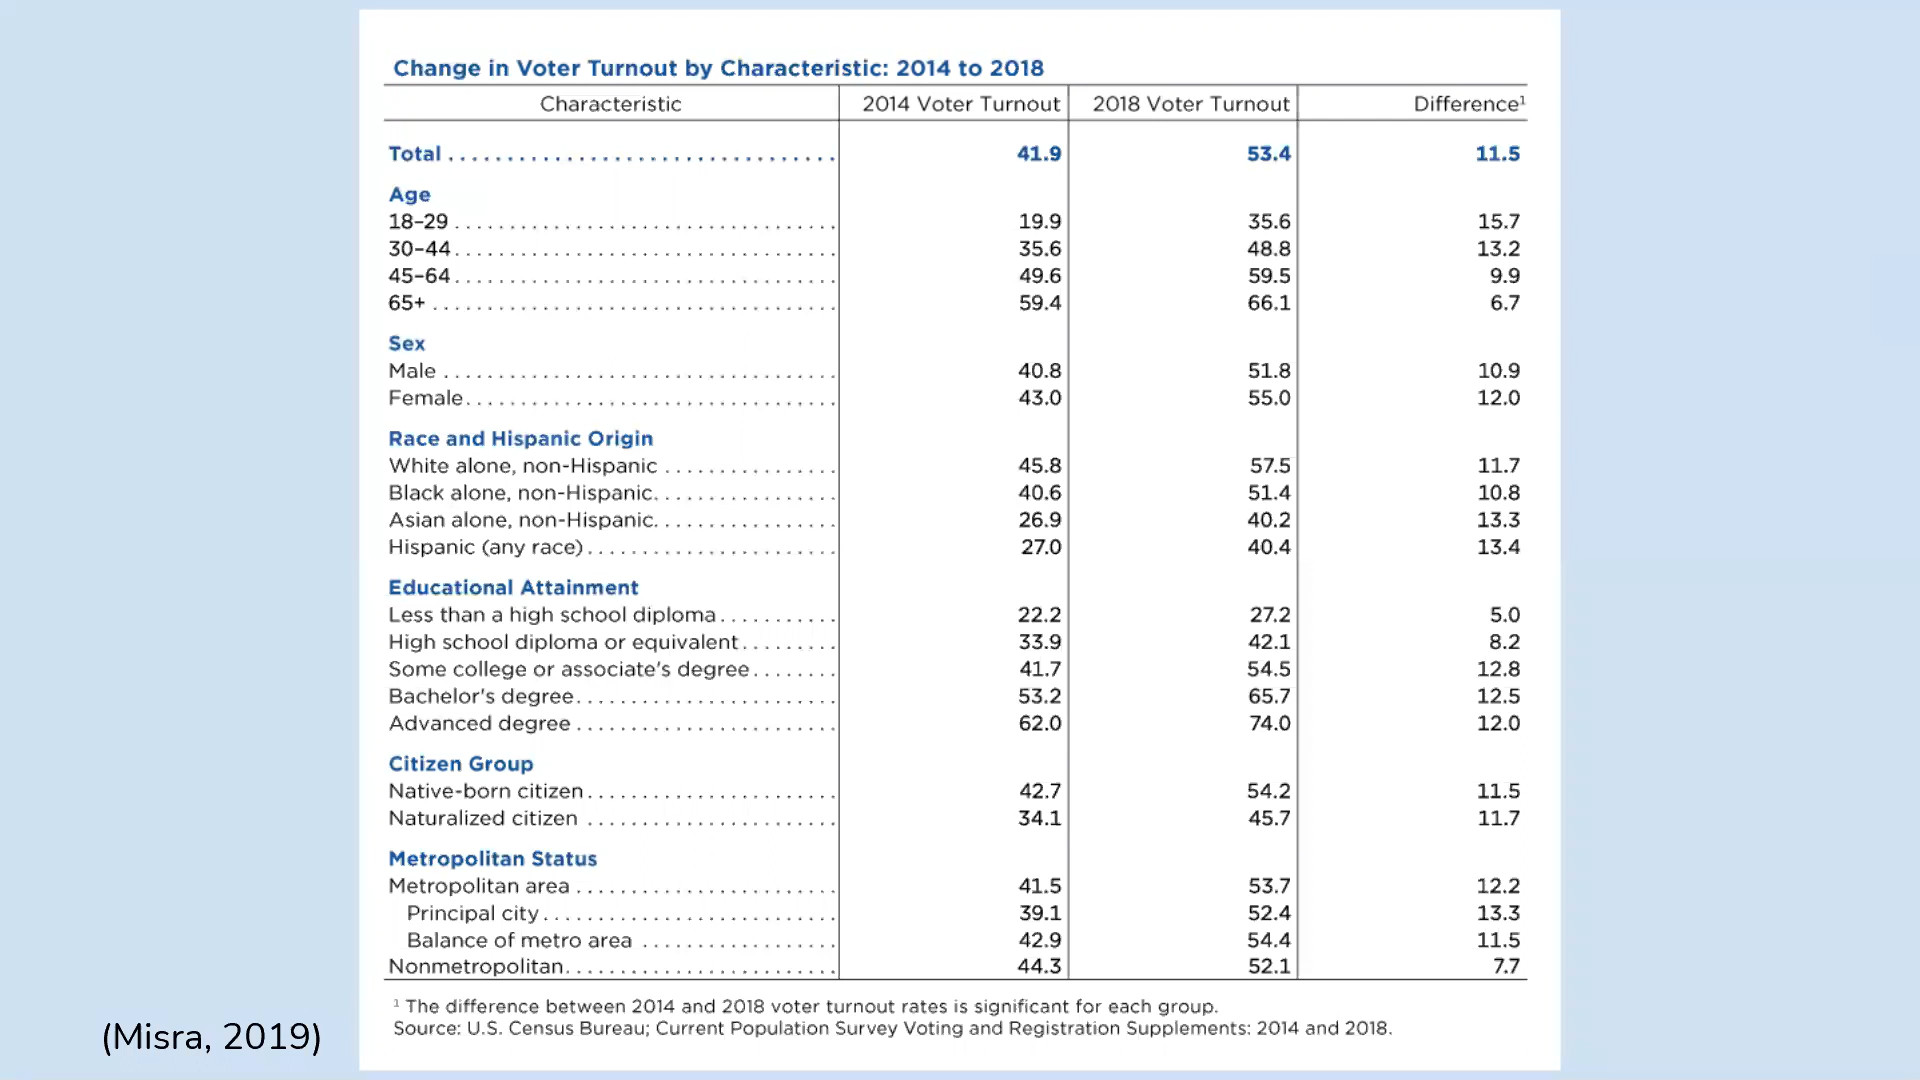 Change in Voter Turnout by Characteristic: 2014 to 2018
Characteristic 2014 Voter Turnout 2018 Voter Turnout Difference¹
Total 41.9 53.4 11.5
Age
18–29 19.9 35.6 15.7
30–44 35.6 48.8 13.2
45–64 49.6 59.5 9.9
65+ 59.4 66.1 6.7
Sex
Male 40.8 51.8 10.9
Female 43.0 55.0 12.0
Race and Hispanic Origin
White alone, non-Hispanic 45.8 57.5 11.7
Black alone, non-Hispanic 40.6 51.4 10.8
Asian alone, non-Hispanic 26.9 40.2 13.3
Hispanic (any race) 27.0 40.4 13.4
Educational Attainment
Less than a high school diploma 22.2 27.2 5.0
High school diploma or equivalent 33.9 42.1 8.2
Some college or associate's degree 41.7 54.5 12.8
Bachelor's degree 53.2 65.7 12.5
Advanced degree 62.0 74.0 12.0
Citizen Group
Native-born citizen 42.7 54.2 11.5
Naturalized citizen 34.1 45.7 11.7
Metropolitan Status
Metropolitan area 41.5 53.7 12.2
Principal city 39.1 52.4 13.3
Balance of metro area 42.9 54.4 11.5
Nonmetropolitan 44.3 52.1 7.7
¹ The difference between 2014 and 2018 voter turnout rates is significant for each group.
Source: U.S. Census Bureau; Current Population Survey Voting and Registration Supplements: 2014 and 2018.
(Misra, 2019)